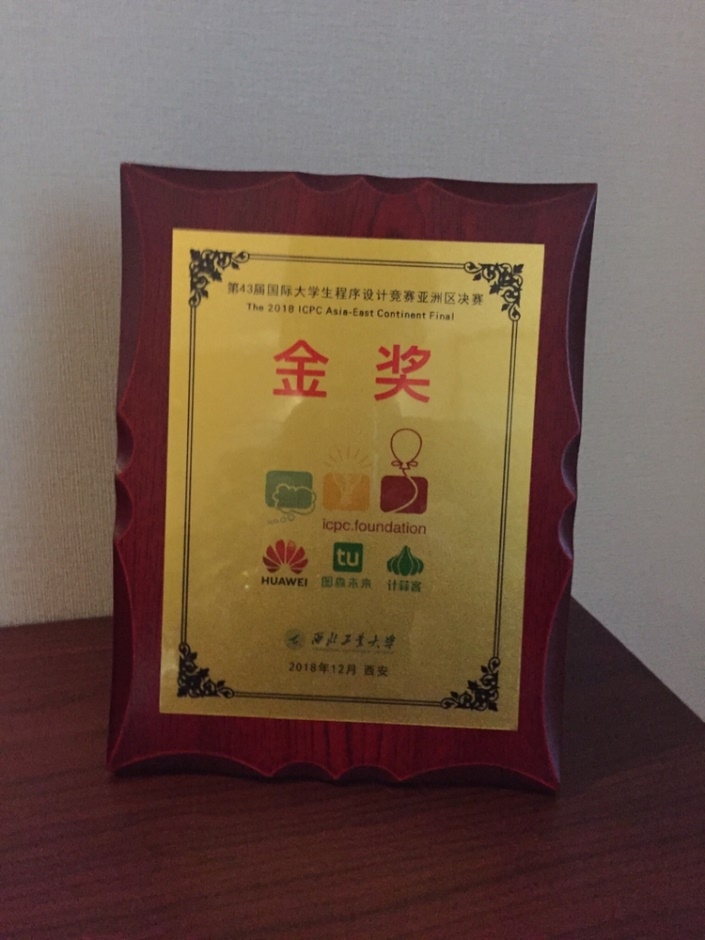 第43届国际大学生程序设计竞赛亚洲区决赛
The 2018 ICPC Asia-East Continent Final
金 奖
icpc.foundation
HUAWEI
tu
图森未来
计蒜客
西北工业大学
2018年12月 西安